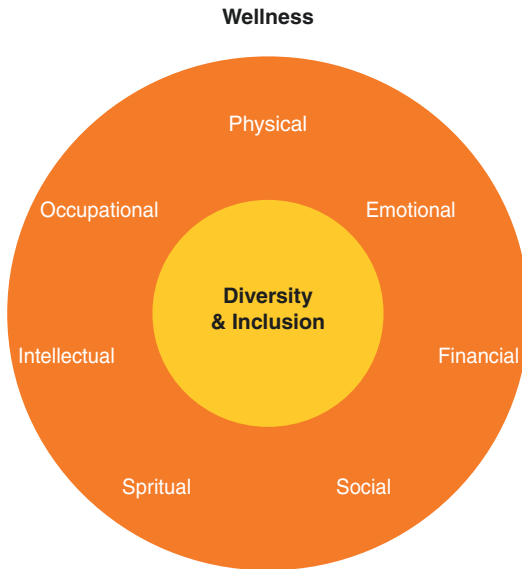 Wellness
Physical
Occupational
Emotional
Diversity
& Inclusion
Intellectual
Financial
Spritual
Social